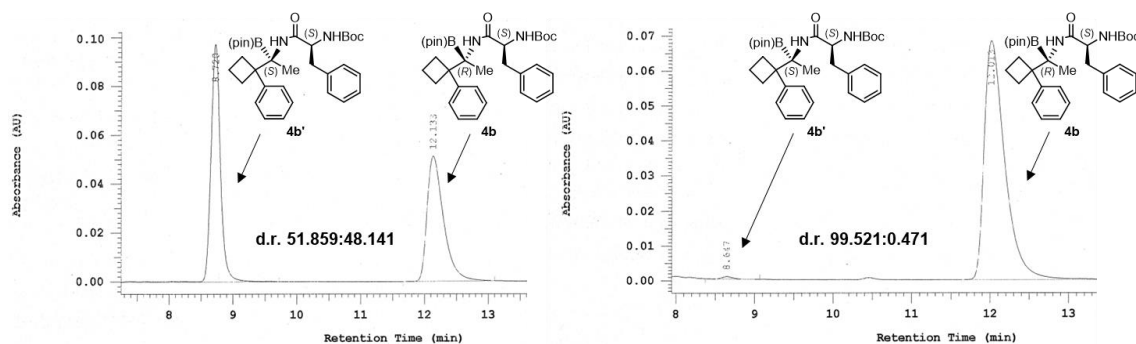 0.10
0.08
0.06
0.04
0.02
0.00
Absorbance (AU)
(pin)B
HN
O
(S)
NHBoc
(S)
Me
4b'
(pin)B
HN
O
(S)
NHBoc
(R)
Me
4b
d.r. 51.859:48.141
8 9 10 11 12 13
Retention Time (min)
0.07
0.06
0.05
0.04
0.03
0.02
0.01
0.00
Absorbance (AU)
(pin)B
HN
O
(S)
NHBoc
(S)
Me
4b'
(pin)B
HN
O
(S)
NHBoc
(R)
Me
4b
8.647
d.r. 99.521:0.471
8 9 10 11 12 13
Retention Time (min)